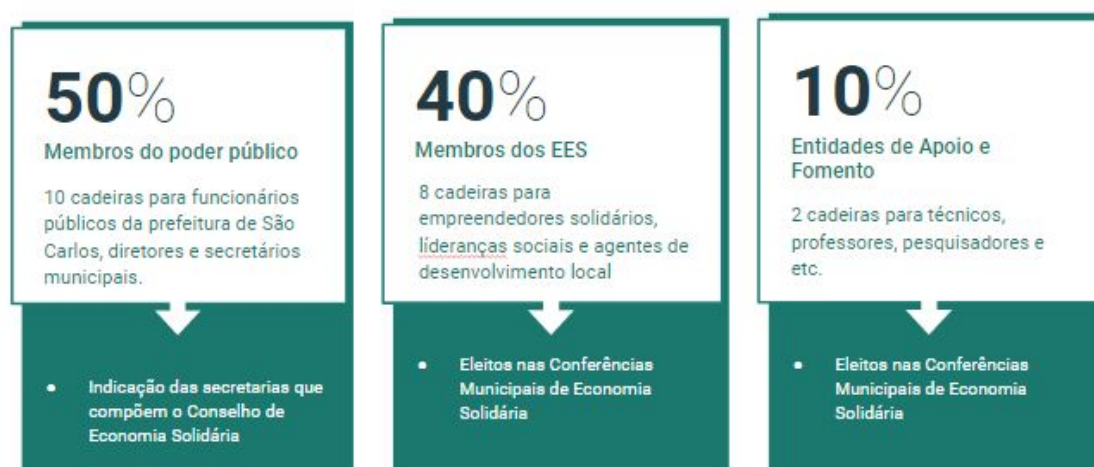 50%
Membros do poder público
10 cadeiras para funcionários
públicos da prefeitura de São
Carlos, diretores e secretários
municipais.
• Indicação das secretarias que
compõem o Conselho de
Economia Solidária
40%
Membros dos EES
8 cadeiras para
empreendedores solidários,
líderanças sociais e agentes de
desenvolvimento local
• Eleitos nas Conferências
Municipais de Economia
Solidária
10%
Entidades de Apoio e
Fomento
2 cadeiras para técnicos,
professores, pesquisadores e
etc.
• Eleitos nas Conferências
Municipais de Economia
Solidária